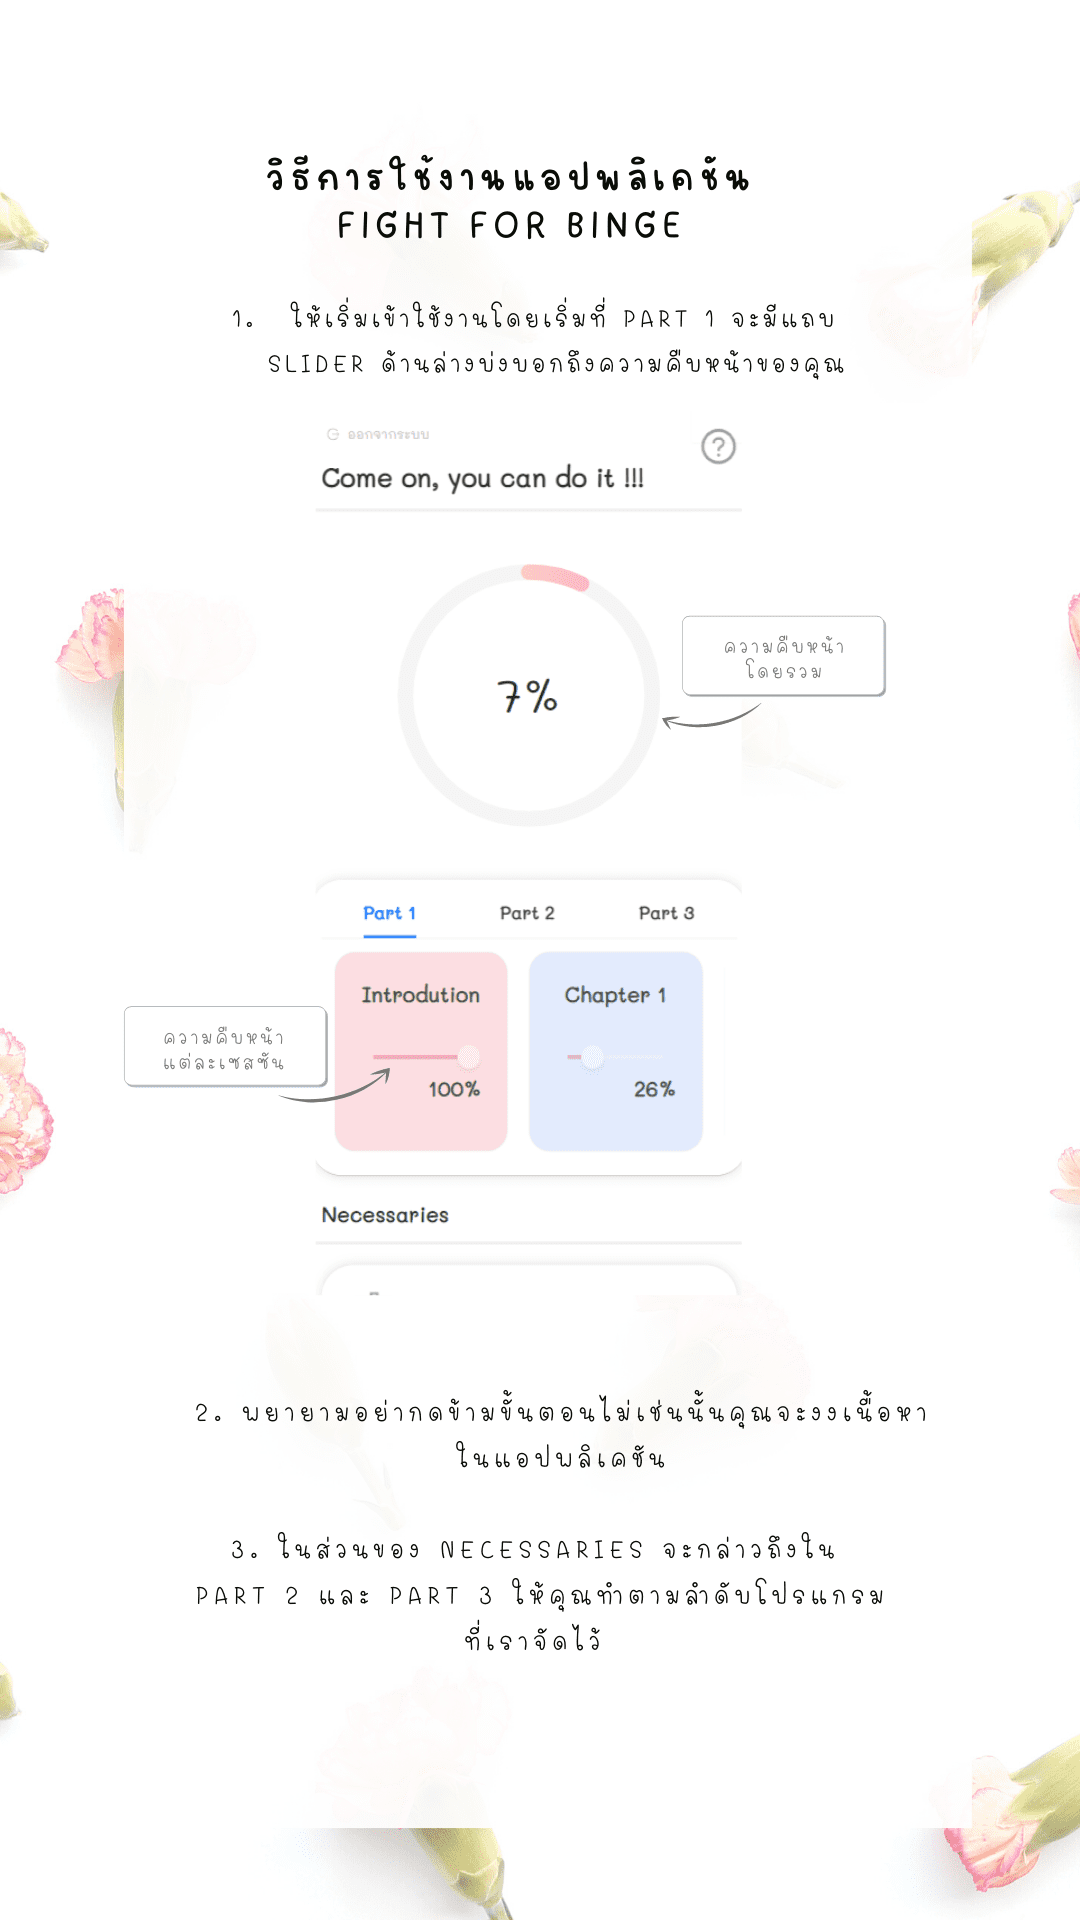 วิธีการใช้งานแอปพลิเคชัน
FIGHT FOR BINGE
1. ให้เริ่มเข้าใช้งานโดยเริ่มที่ PART 1 จะมีแถบ
SLIDER ด้านล่างบ่งบอกถึงความคืบหน้าของคุณ
ออกจากระบบ
?
Come on, you can do it !!!
ความคืบหน้า
โดยรวม
7%
Part 1 Part 2 Part 3
Introdution Chapter 1
ความคืบหน้า
แต่ละเซสซัน
100% 26%
Necessaries
2. พยายามอย่ากดข้ามขั้นตอนไม่เช่นนั้นคุณจะงงเนื้อหา
ในแอปพลิเคชัน
3. ในส่วนของ NECESSARIES จะกล่าวถึงใน
PART 2 และ PART 3 ให้คุณทำตามลำดับโปรแกรม
ที่เราจัดไว้